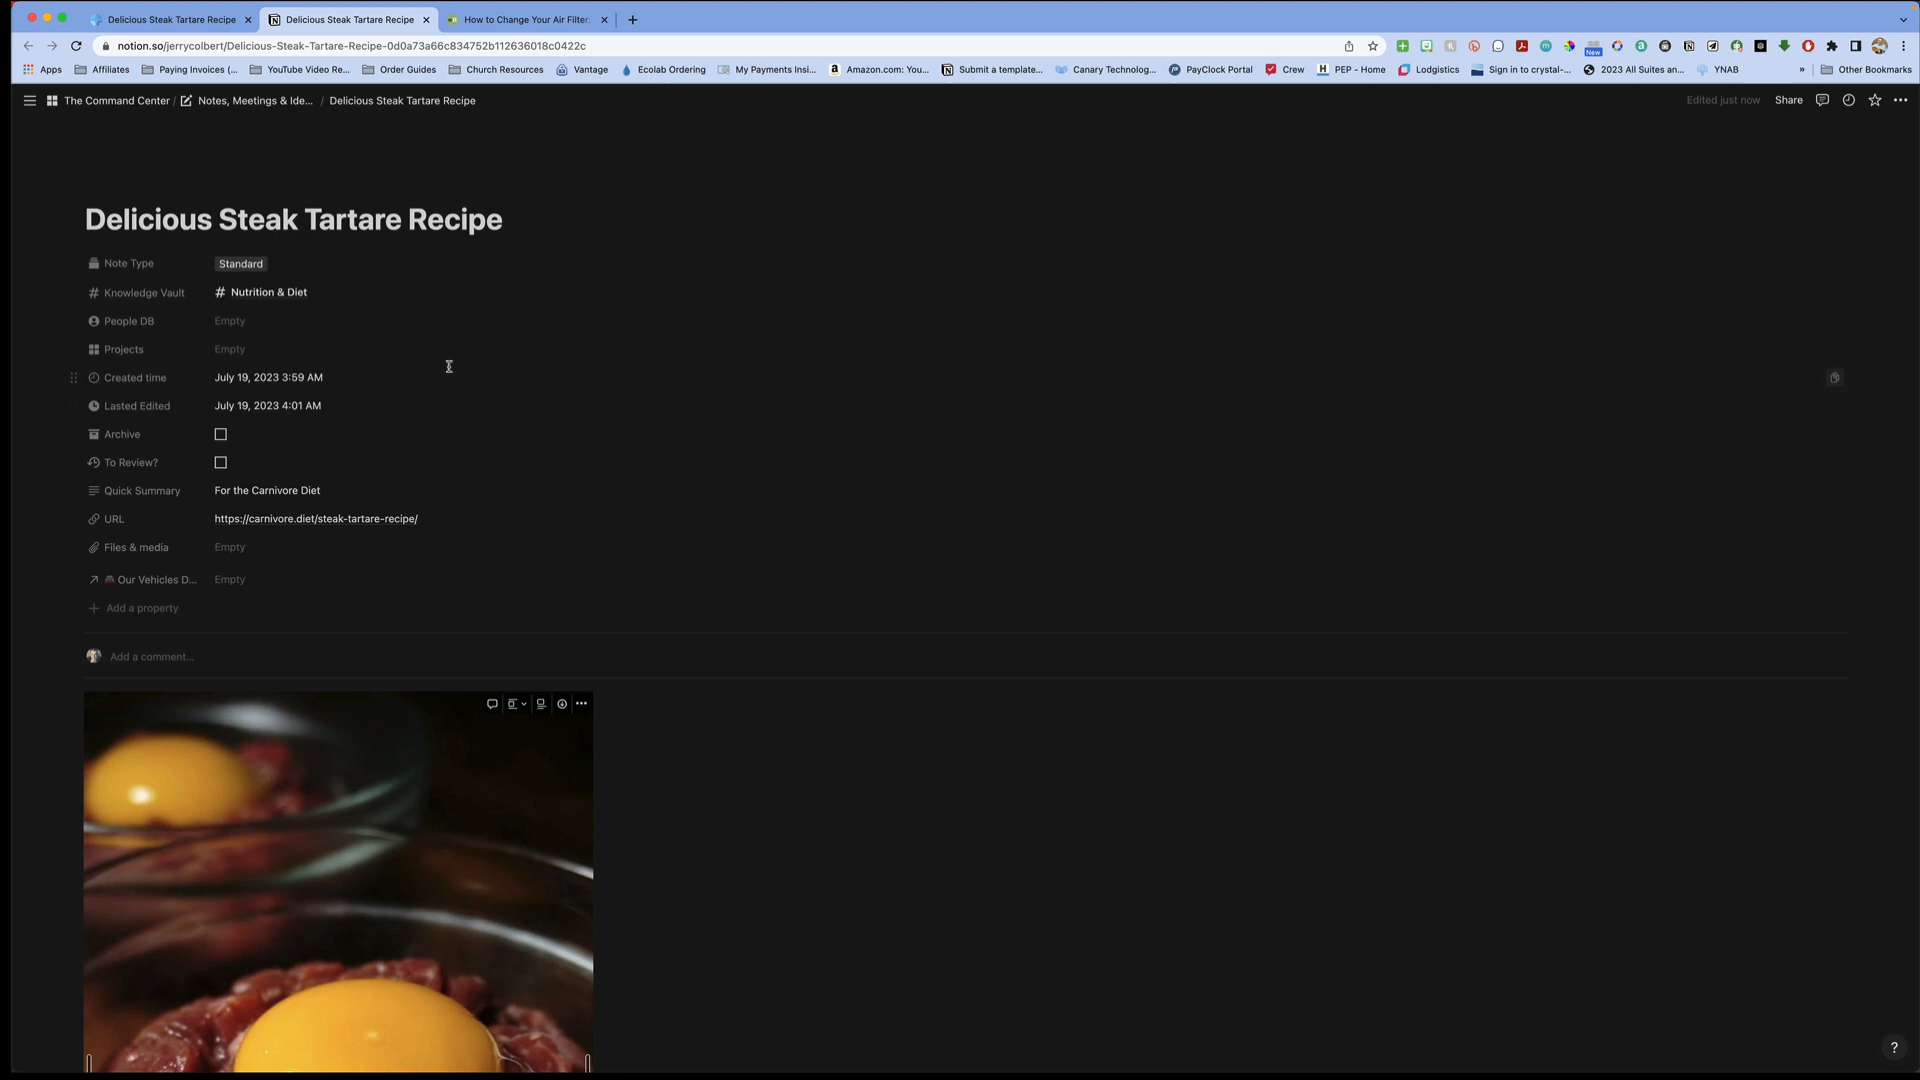 Delicious Steak Tartare Recipe
Delicious Steak Tartare Recipe
How to Change Your Air Filter:
notion.so/jerrycolbert/Delicious-Steak-Tartare-Recipe-0d0a73a66c834752b112636018c0422c
New
Apps Affiliates Paying Invoices (... YouTube Video Re... Order Guides Church Resources Vantage Ecolab Ordering My Payments Insi... Amazon.com: You... Submit a template... Canary Technolog... PayClock Portal Crew PEP - Home Lodgistics Sign in to crystal-... 2023 All Suites an... YNAB » Other Bookmarks
The Command Center / Notes, Meetings & Ide... / Delicious Steak Tartare Recipe
Edited just now Share
Delicious Steak Tartare Recipe
Note Type Standard
Knowledge Vault # Nutrition & Diet
People DB Empty
Projects Empty
Created time July 19, 2023 3:59 AM
Lasted Edited July 19, 2023 4:01 AM
Archive
To Review?
Quick Summary For the Carnivore Diet
URL https://carnivore.diet/steak-tartare-recipe/
Files & media Empty
Our Vehicles D... Empty
+ Add a property
Add a comment...
?